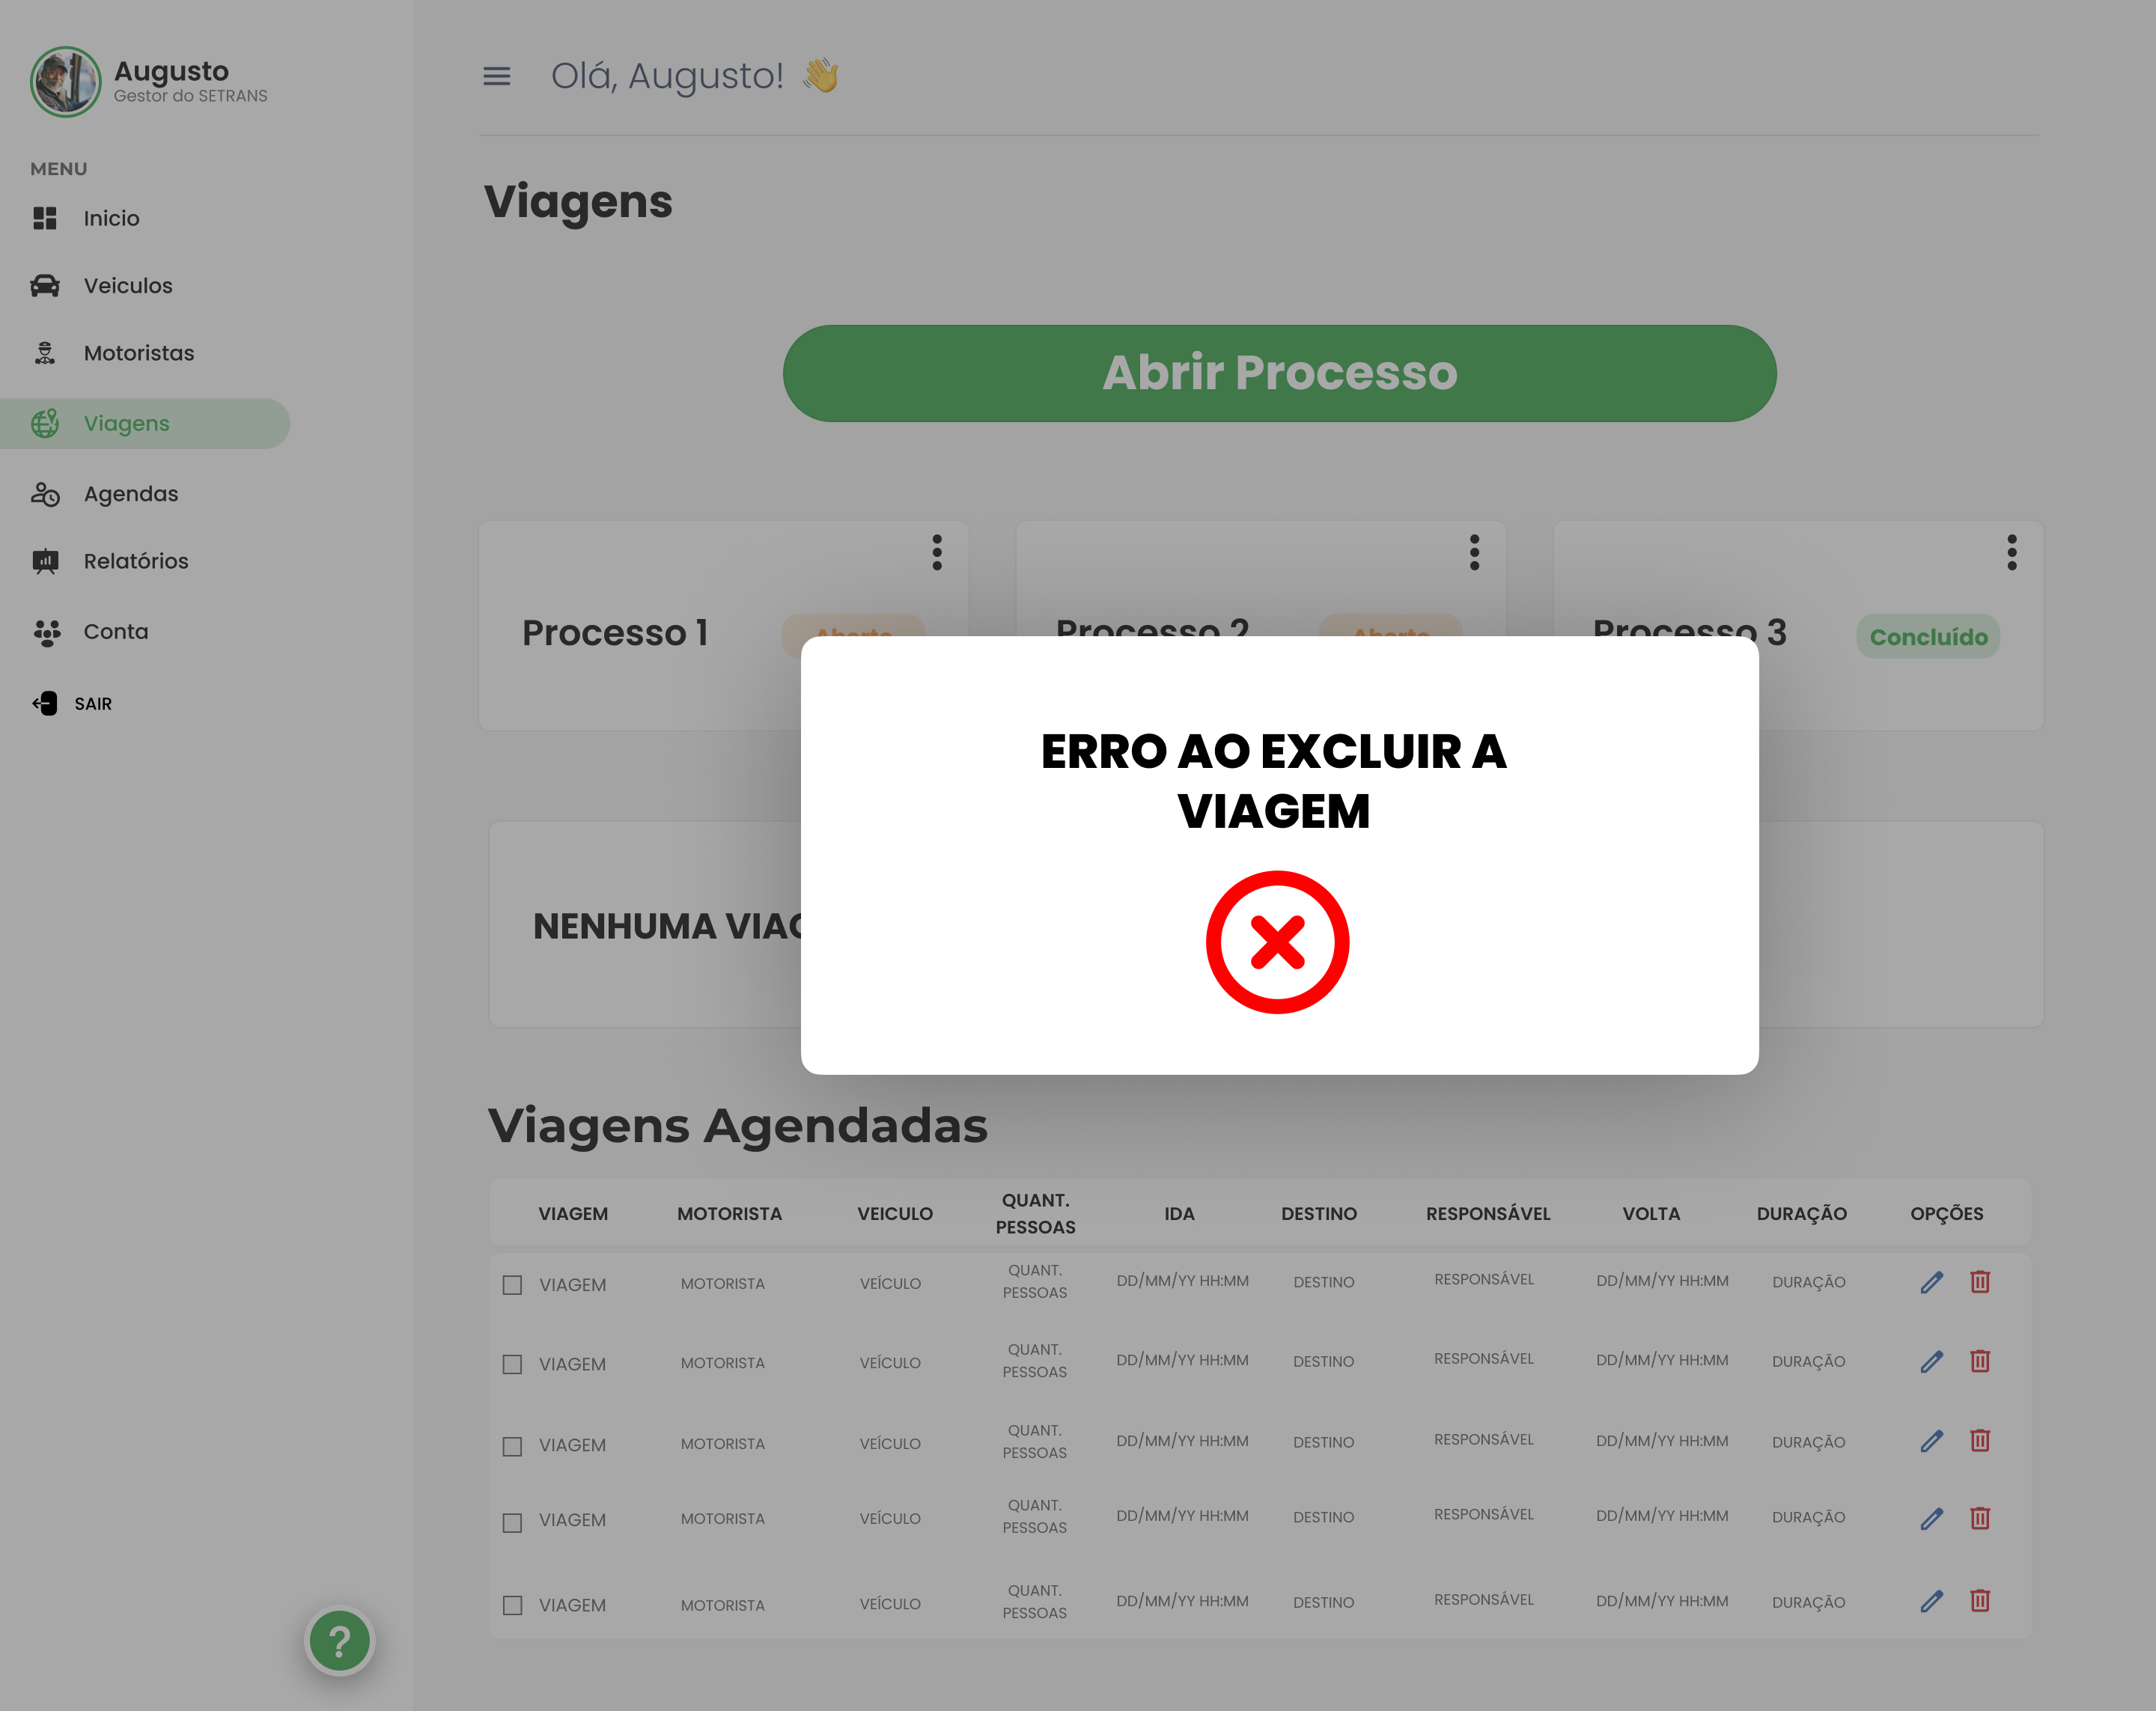 Augusto
Gestor do SETRANS
MENU
Inicio
Veiculos
Motoristas
Viagens
Agendas
Relatórios
Conta
SAIR
?
Olá, Augusto! 👋
Viagens
Abrir Processo
Processo 1
Aberto
Processo 2
Aberto
Processo 3
Concluído
NENHUMA
ERRO AO EXCLUIR A
VIAGEM
Viagens Agendadas
VIAGEM MOTORISTA VEICULO QUANT. PESSOAS IDA DESTINO RESPONSÁVEL VOLTA DURAÇÃO OPÇÕES
VIAGEM MOTORISTA VEÍCULO QUANT. PESSOAS DD/MM/YY HH:MM DESTINO RESPONSÁVEL DD/MM/YY HH:MM DURAÇÃO
VIAGEM MOTORISTA VEÍCULO QUANT. PESSOAS DD/MM/YY HH:MM DESTINO RESPONSÁVEL DD/MM/YY HH:MM DURAÇÃO
VIAGEM MOTORISTA VEÍCULO QUANT. PESSOAS DD/MM/YY HH:MM DESTINO RESPONSÁVEL DD/MM/YY HH:MM DURAÇÃO
VIAGEM MOTORISTA VEÍCULO QUANT. PESSOAS DD/MM/YY HH:MM DESTINO RESPONSÁVEL DD/MM/YY HH:MM DURAÇÃO
VIAGEM MOTORISTA VEÍCULO QUANT. PESSOAS DD/MM/YY HH:MM DESTINO RESPONSÁVEL DD/MM/YY HH:MM DURAÇÃO